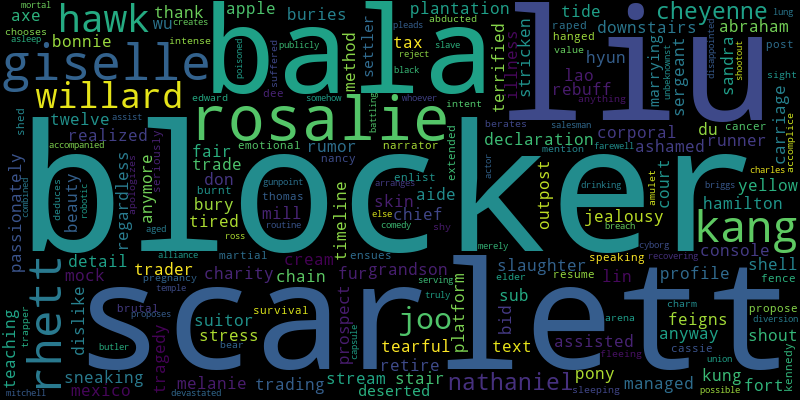 mortal
creates
chooses
asleep
axe
hawk
thank
wu
bonnie
intense
apple
buries
bala
pleads
abducted
plantation
tide
cheyenne
downstairs
abraham
giselle
willard
twelve
realized
shed
accompanied
assist
poisoned
publicly
suffered
slave
reject
black
method
settler
tax
terrified
illness
stricken
liu
raped
hanged
value
unbeknownst
marrying
sergeant
hyun
lao
rebuff
disappointed
shootout
sandra
post
lung
sight
anything
rosalie
edward
somehow
dee
battling
whoever
intent
berates
salesman
farewell
mention
declaration
corporal
ashamed
du
cancer
runner
carriage
accomplice
passionately
combined
deduces
robotic
beauty
regardless
anymore
apologizes
seriously
fair
trade
rumor
emotional
nancy
narrator
extended
don
burnt
thomas
gunpoint
bury
tired
mill
arranges
else
comedy
shy
skin
chief
aide
enlist
timeline
blocker
actor
drinking
outpost
jealousy
breach
amulet
court
charles
briggs
yellow
hamilton
kang
console
rhett
detail
mock
dislike
trader
pregnancy
temple
aged
ross
routine
alliance
martial
ensues
merely
cyborg
recovering
charity
cream
chain
fur
grandson
lin
speaking
resume
slaughter
profile
shell
fence
serving
elder
truly
scarlett
prospect
capsule
platform
sub
bid
feigns
charm
arena
propose
diversion
teaching
trapper
brutal
proposes
butler
tragedy
suitor
stress
survival
bear
joo
tearful
text
assisted
fleeing
anyway
cassie
shout
union
kennedy
sneaking
mexico
mitchell
melanie
devastated
trading
stream
stair
deserted
retire
nathaniel
pony
sleeping
managed
kung
fort
possible